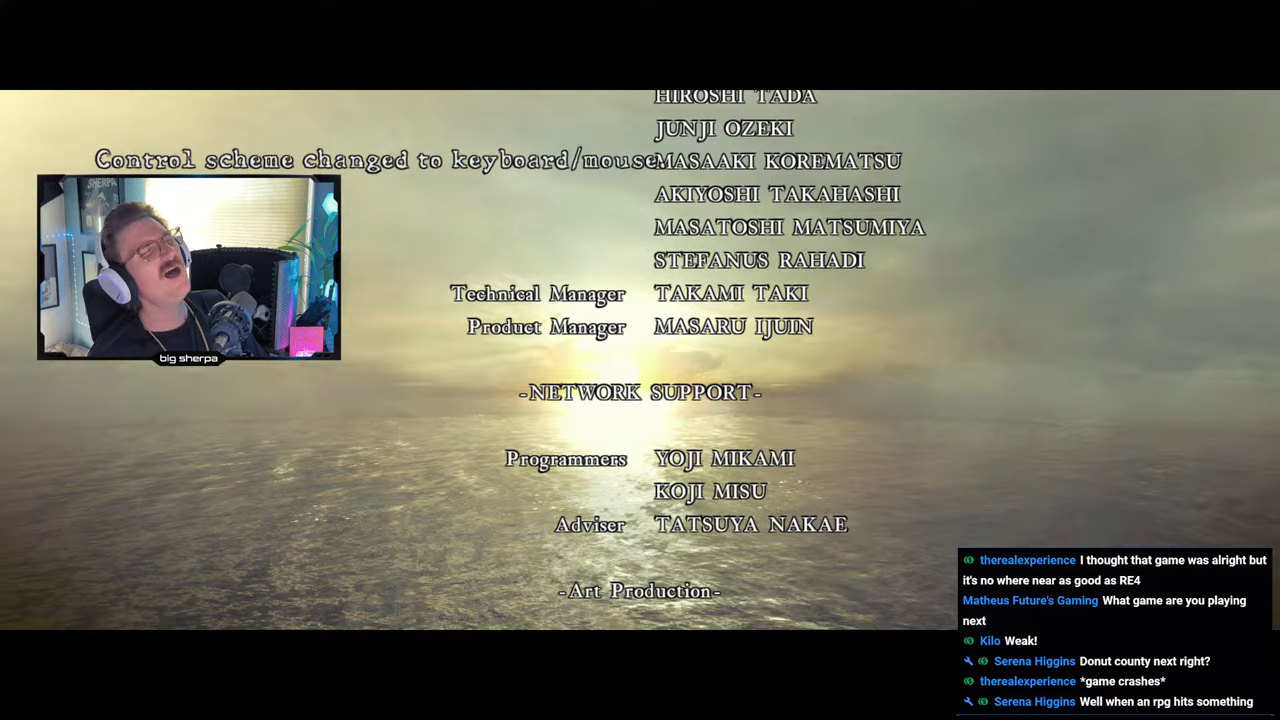 HIROSHI TADA
JUNJI OZEKI
Control scheme changed to keyboard/mouse.
MASAAKI KOREMATSU
AKIYOSHI TAKAHASHI
MASATOSHI MATSUMIYA
STEFANUS RAHADI
Technical Manager TAKAMI TAKI
Product Manager MASARU IJUIN
-NETWORK SUPPORT-
Programmers YOJI MIKAMI
KOJI MISU
Adviser TATSUYA NAKAE
-Art Production-
SHERPA
big sherpa
therealexperience I thought that game was alright but
it's no where near as good as RE4
Matheus Future's Gaming What game are you playing
next
Kilo Weak!
Serena Higgins Donut county next right?
therealexperience *game crashes*
Serena Higgins Well when an rpg hits something